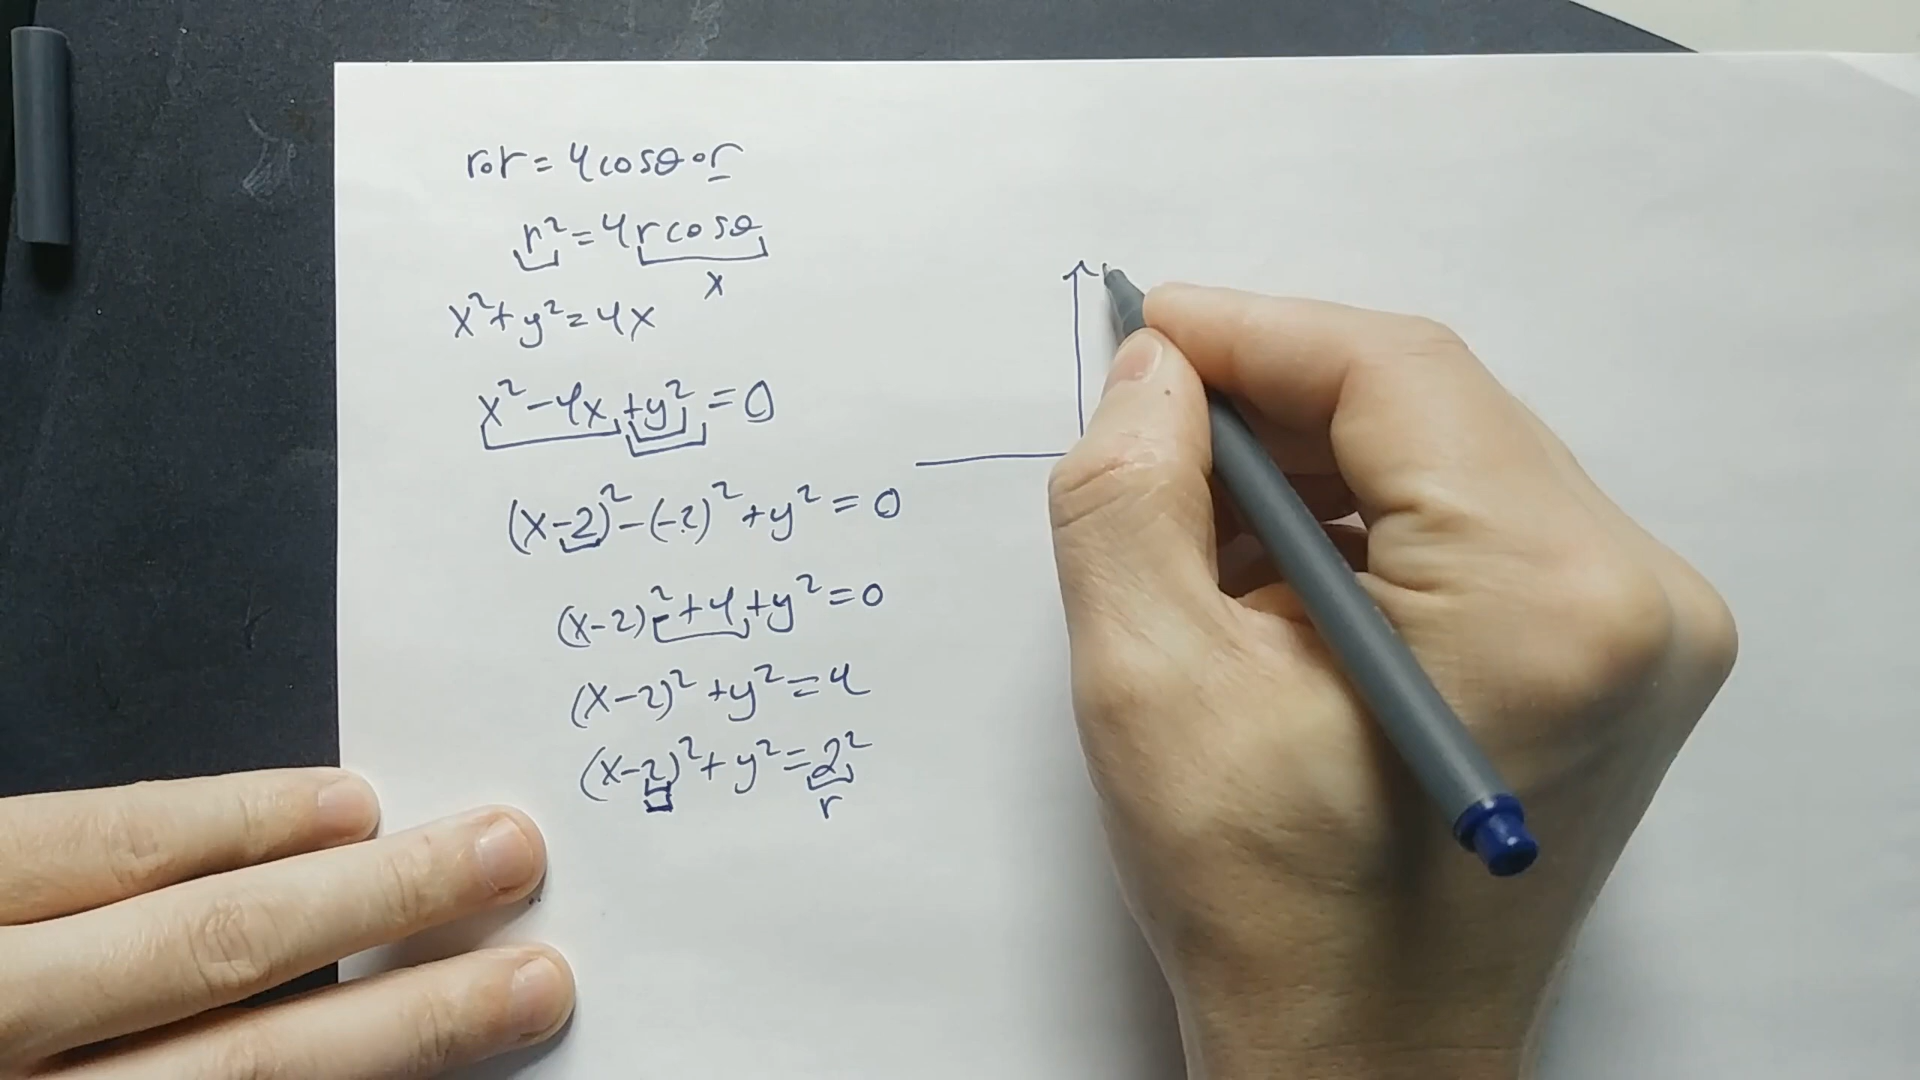 r∘r = 4cosθ∘r
r² = 4rcosθ
x
x² + y² = 4x
x² - 4x + y² = 0
(x-2)² - (-2)² + y² = 0
(x-2)² + 4 + y² = 0
(x-2)² + y² = 4
(x-2)² + y² = 2²
r